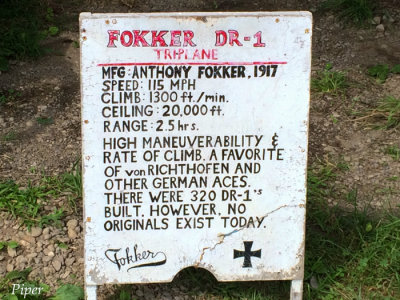 FOKKER DR-1
TRIPLANE
MFG: ANTHONY FOKKER, 1917
SPEED: 115 MPH
CLIMB: 1300 ft./min.
CEILING: 20,000 ft.
RANGE: 2.5 hrs.
HIGH MANEUVERABILITY &
RATE OF CLIMB. A FAVORITE
OF von RICHTHOFEN AND
OTHER GERMAN ACES.
THERE WERE 320 DR-1's
BUILT. HOWEVER, NO
ORIGINALS EXIST TODAY.
Fokker
Piper